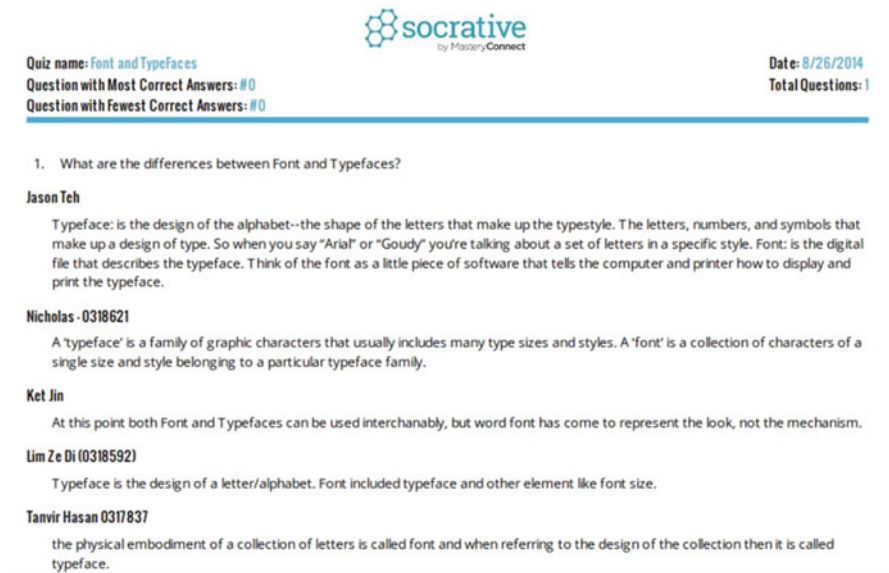 socrative
by MasteryConnect
Quiz name: Font and TypeFaces
Date: 8/26/2014
Question with Most Correct Answers: #0
Total Questions: 1
Question with Fewest Correct Answers: #0
1. What are the differences between Font and Typefaces?
Jason Teh
Typeface: is the design of the alphabet--the shape of the letters that make up the typestyle. The letters, numbers, and symbols that
make up a design of type. So when you say “Arial” or “Goudy” you’re talking about a set of letters in a specific style. Font: is the digital
file that describes the typeface. Think of the font as a little piece of software that tells the computer and printer how to display and
print the typeface.
Nicholas - 0318621
A ‘typeface’ is a family of graphic characters that usually includes many type sizes and styles. A ‘font’ is a collection of characters of a
single size and style belonging to a particular typeface family.
Ket Jin
At this point both Font and Typefaces can be used interchanably, but word font has come to represent the look, not the mechanism.
Lim Ze Di (0318592)
Typeface is the design of a letter/alphabet. Font included typeface and other element like font size.
Tanvir Hasan 0317837
the physical embodiment of a collection of letters is called font and when referring to the design of the collection then it is called
typeface.